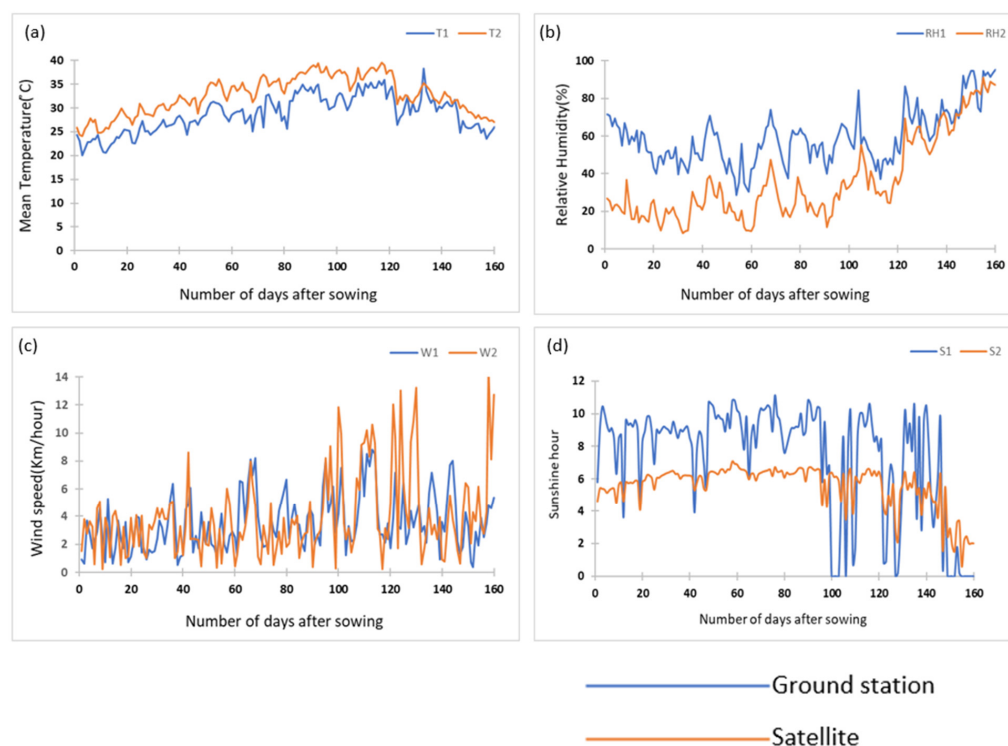 (a)
T1 T2
40
35
30
25
20
15
10
5
0
Mean Temperature(°C)
0 20 40 60 80 100 120 140 160
Number of days after sowing
(b)
RH1 RH2
100
80
60
40
20
0
Relative Humidity(%)
0 20 40 60 80 100 120 140 160
Number of days after sowing
(c)
W1 W2
14
12
10
8
6
4
2
0
Wind speed(Km/hour)
0 20 40 60 80 100 120 140 160
Number of days after sowing
(d)
S1 S2
12
10
8
6
4
2
0
Sunshine hour
0 20 40 60 80 100 120 140 160
Number of days after sowing
Ground station
Satellite